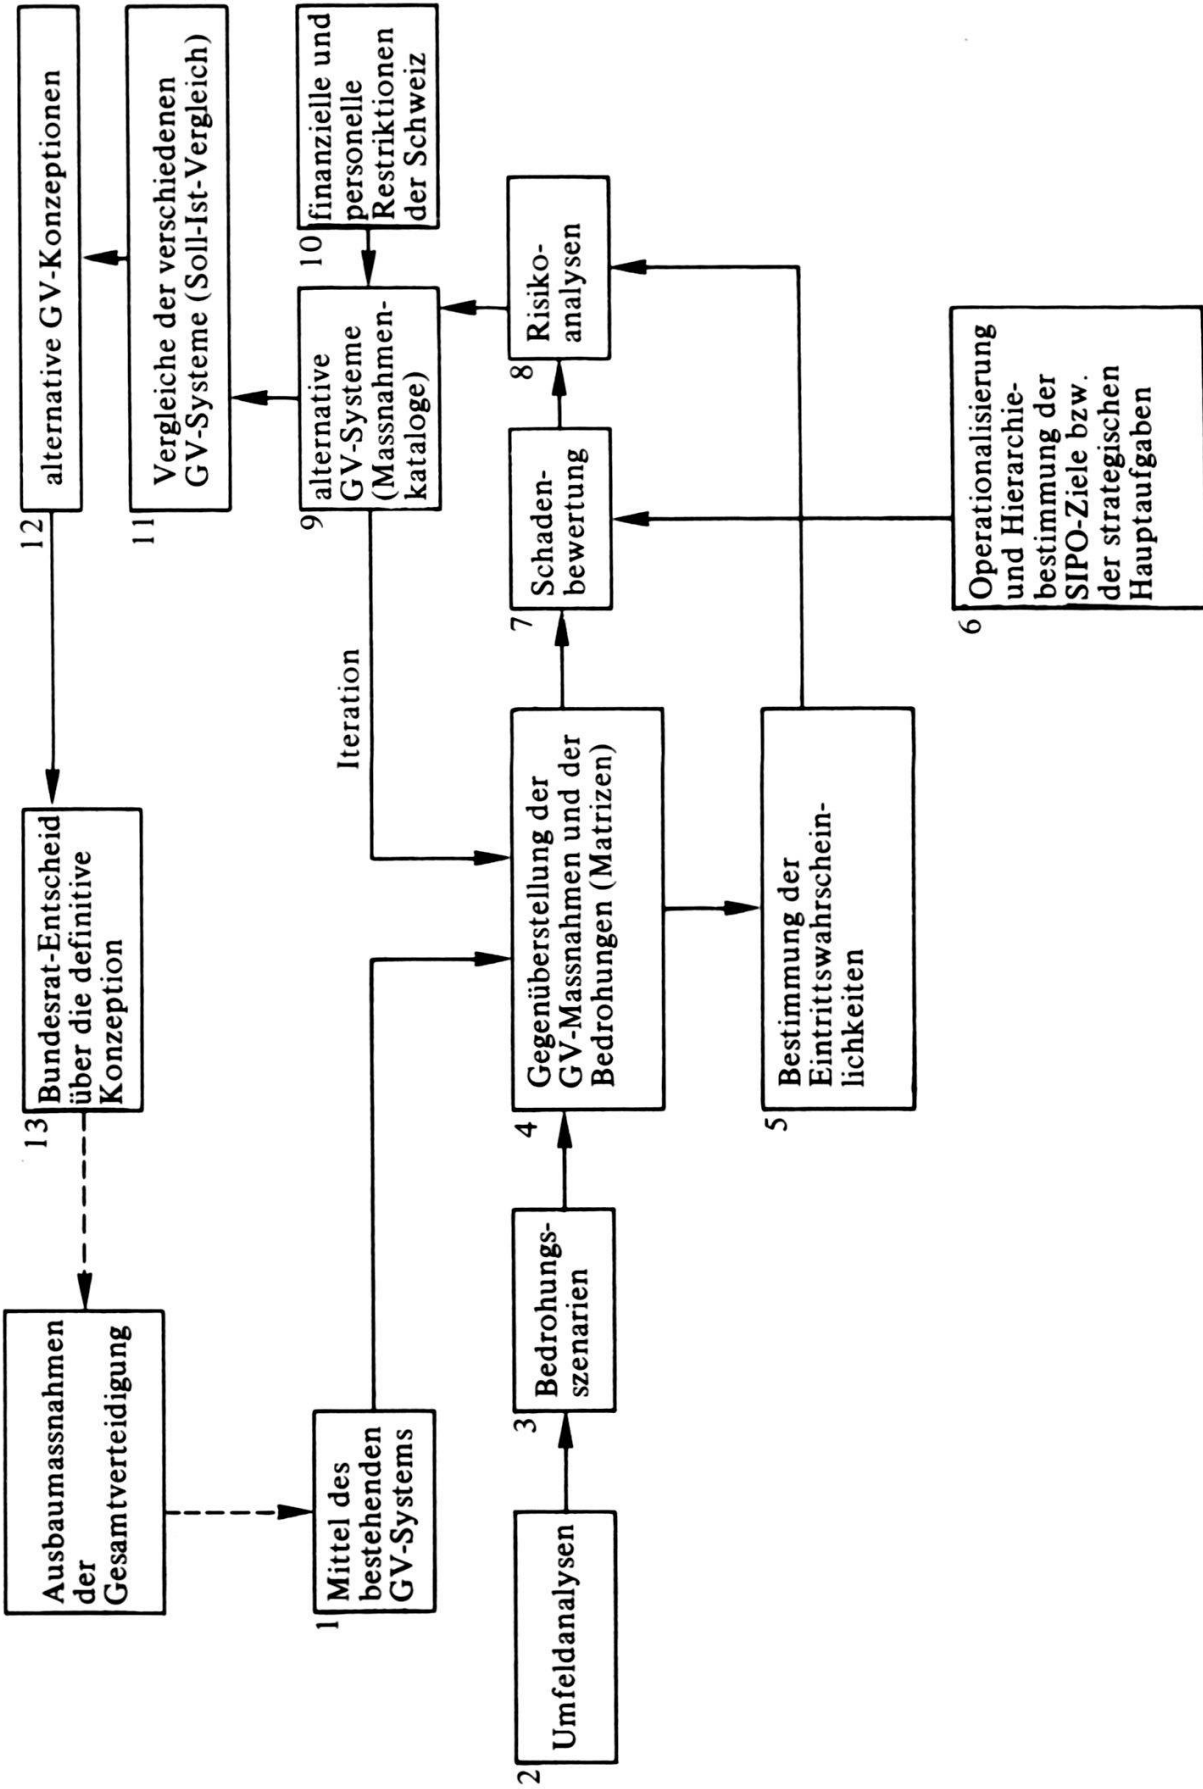 Ausbaumassnahmen
der
Gesamtverteidigung
13
Bundesrat-Entscheid
über die definitive
Konzeption
12
alternative GV-Konzeptionen
11
Vergleiche der verschiedenen
GV-Systeme (Soll-Ist-Vergleich)
1
Mittel des
bestehenden
GV-Systems
Iteration
9
alternative
GV-Systeme
(Massnahmen-
kataloge)
10
finanzielle und
personelle
Restriktionen
der Schweiz
2
Umfeldanalysen
3
Bedrohungs-
szenarien
4
Gegenüberstellung der
GV-Massnahmen und der
Bedrohungen (Matrizen)
7
Schaden-
bewertung
8
Risiko-
analysen
5
Bestimmung der
Eintrittswahrschein-
lichkeiten
6
Operationalisierung
und Hierarchie-
bestimmung der
SIPO-Ziele bzw.
der strategischen
Hauptaufgaben